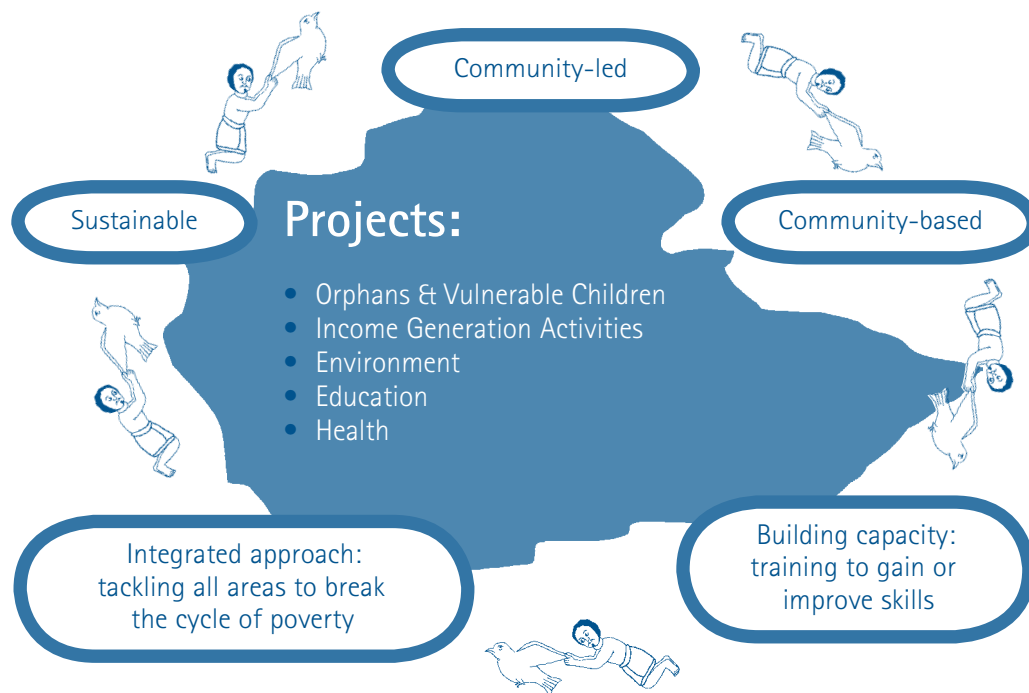 Community-led
Sustainable
Community-based
Projects:
• Orphans & Vulnerable Children
• Income Generation Activities
• Environment
• Education
• Health
Integrated approach:
tackling all areas to break
the cycle of poverty
Building capacity:
training to gain or
improve skills